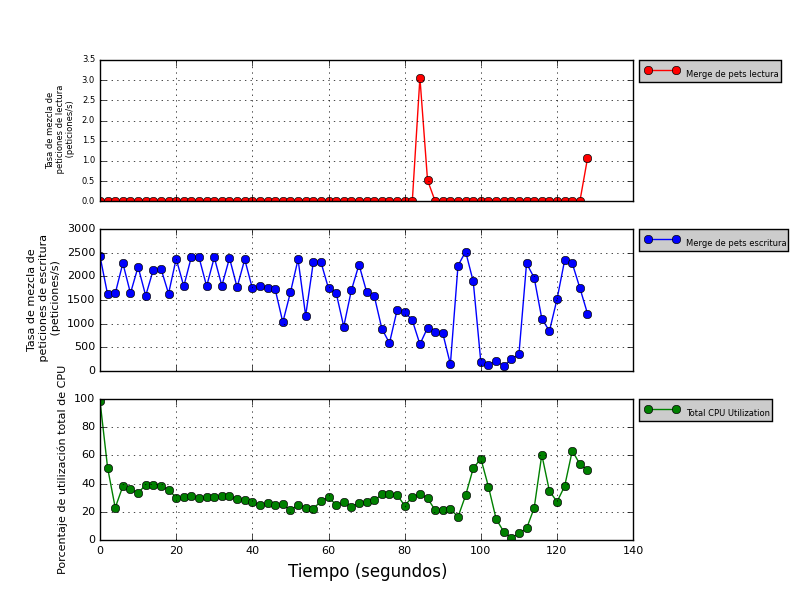 Tasa de mezcla de
peticiones de lectura
(peticiones/s)
3.5
3.0
2.5
2.0
1.5
1.0
0.5
0.0
Merge de pets lectura
Tasa de mezcla de
peticiones de escritura
(peticiones/s)
3000
2500
2000
1500
1000
500
0
Merge de pets escritura
Porcentaje de utilización total de CPU
100
80
60
40
20
0
Total CPU Utilization
0 20 40 60 80 100 120 140
Tiempo (segundos)